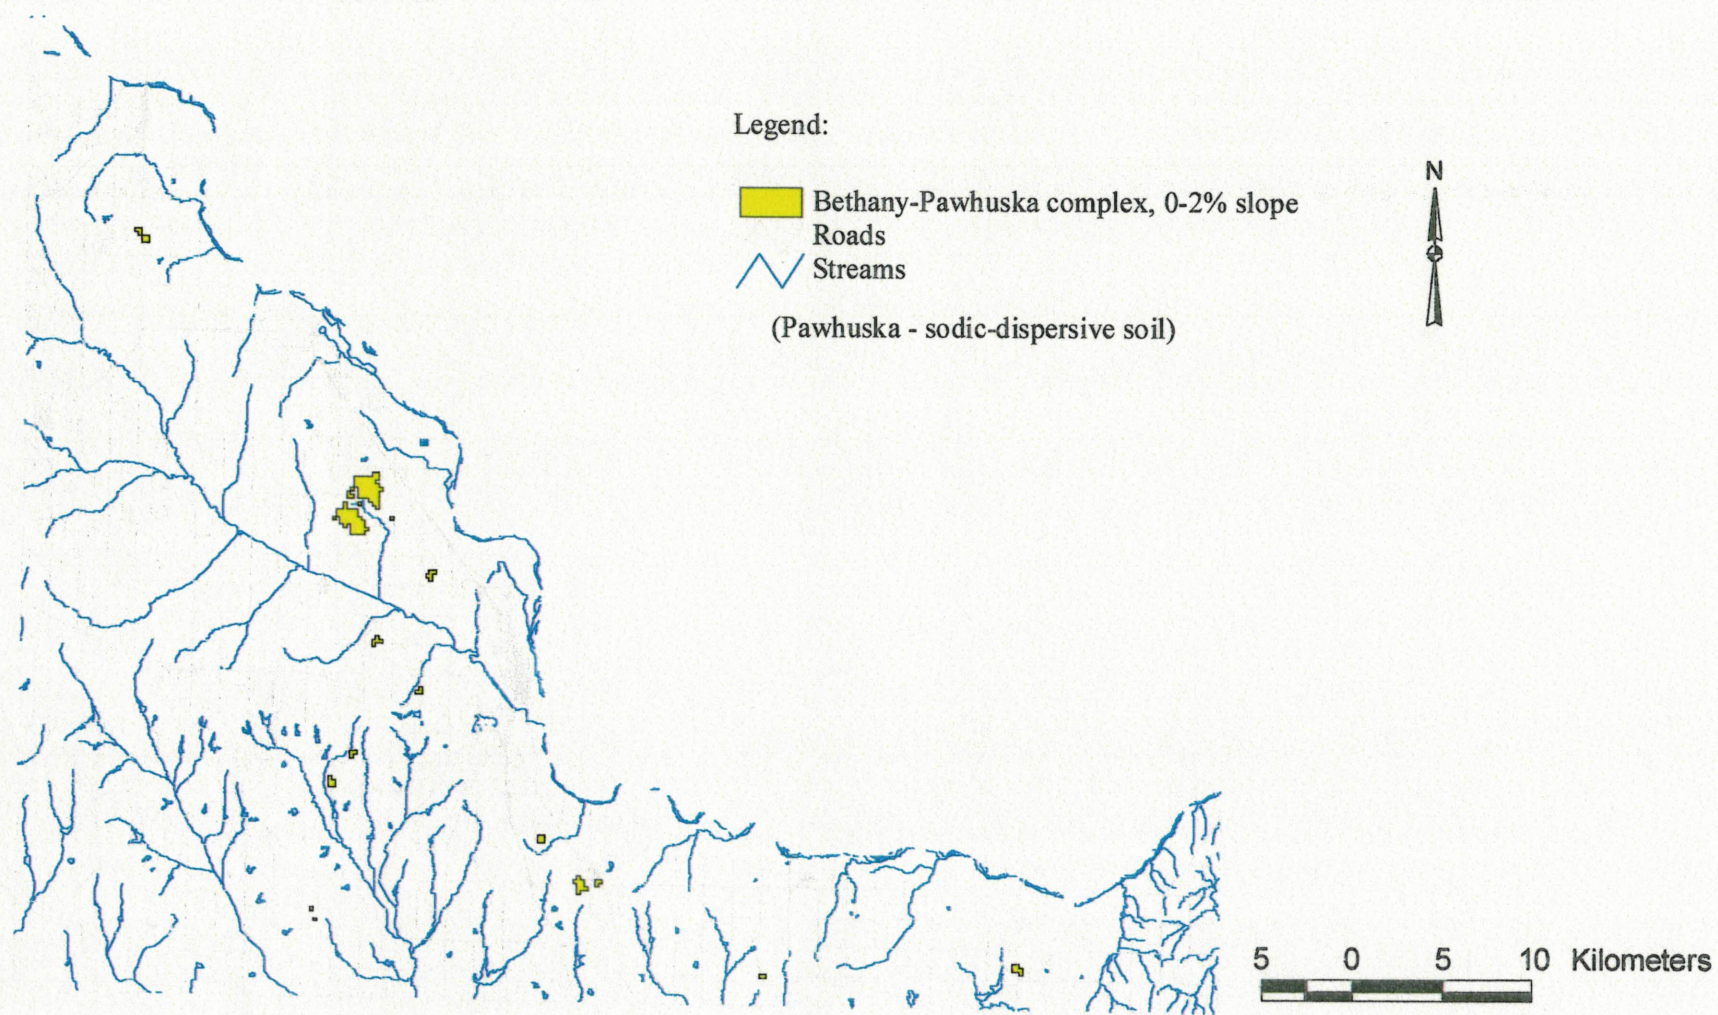 Legend:
Bethany-Pawhuska complex, 0-2% slope
Roads
Streams
(Pawhuska - sodic-dispersive soil)
N
5 0 5 10 Kilometers